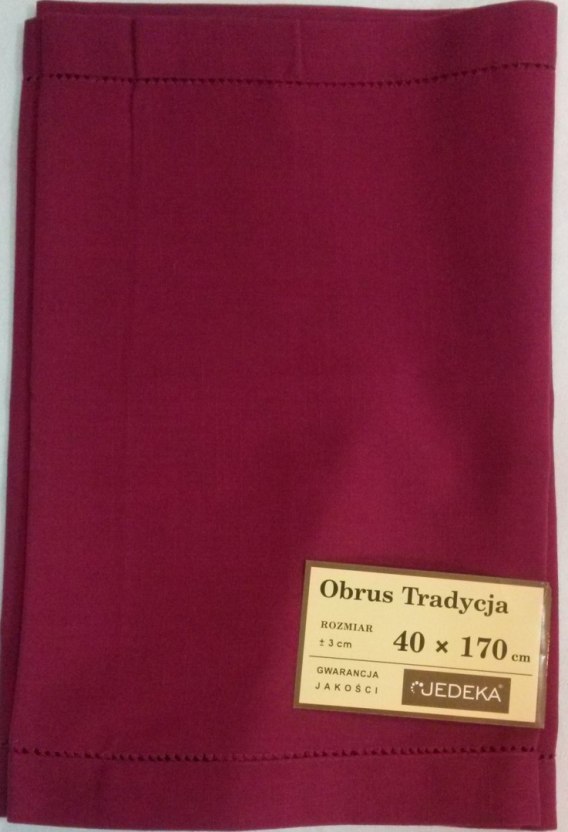 Obrus Tradycja
ROZMIAR
± 3 cm
40 × 170 cm
GWARANCJA
JAKOŚCI
JEDEKA®